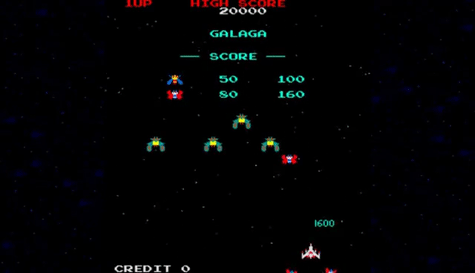 1UP HIGH SCORE
20000
GALAGA
— SCORE —
50 100
80 160
1600
CREDIT 0